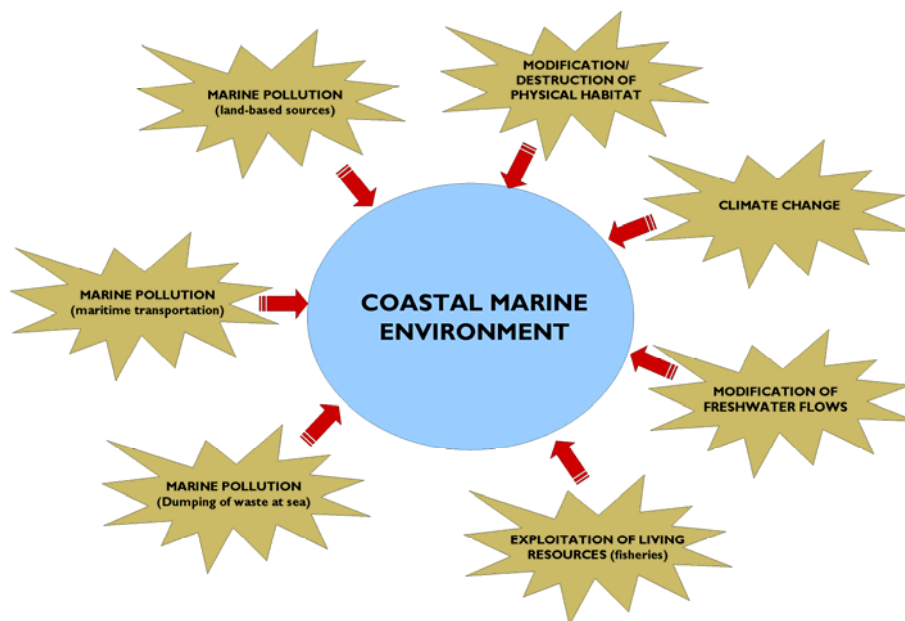 MARINE POLLUTION
(land-based sources)
MODIFICATION/
DESTRUCTION OF
PHYSICAL HABITAT
CLIMATE CHANGE
MARINE POLLUTION
(maritime transportation)
COASTAL MARINE
ENVIRONMENT
MODIFICATION OF
FRESHWATER FLOWS
MARINE POLLUTION
(Dumping of waste at sea)
EXPLOITATION OF LIVING
RESOURCES (fisheries)